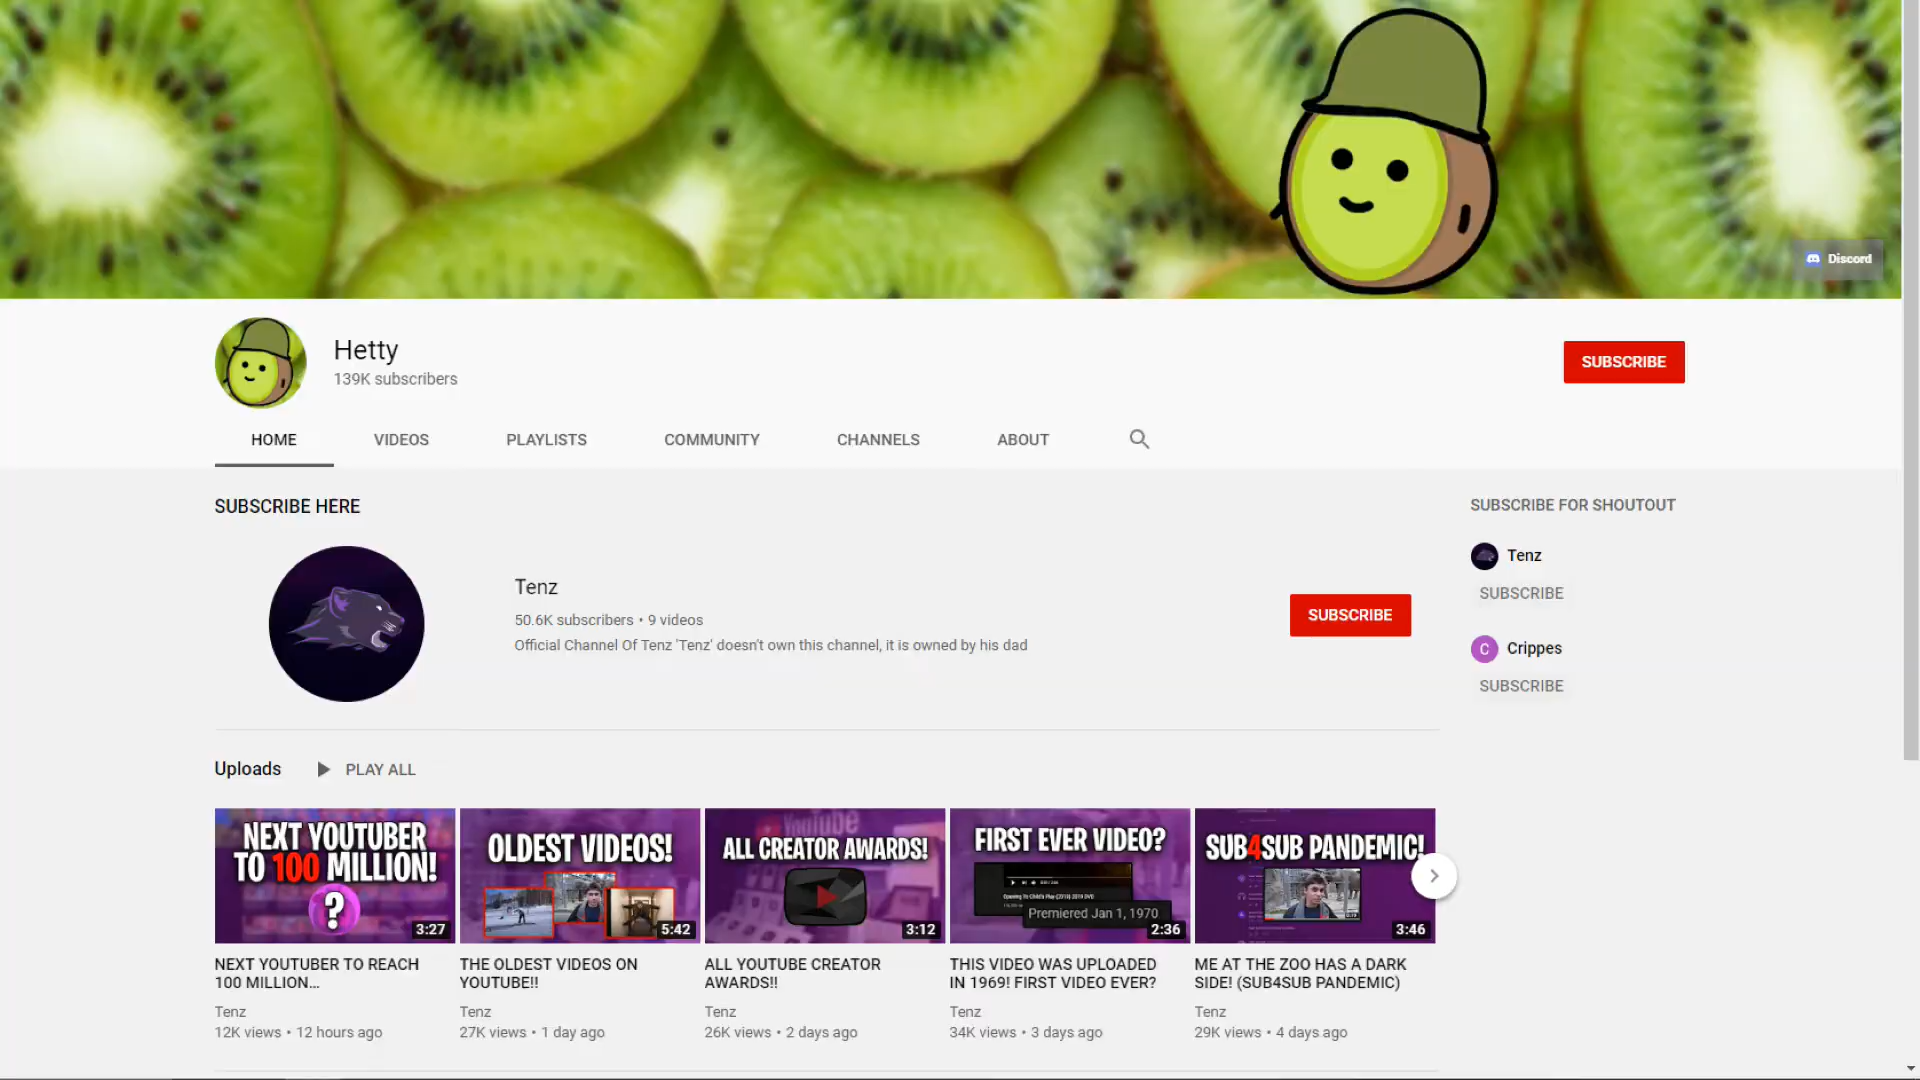 Discord
Hetty
139K subscribers
SUBSCRIBE
HOME
VIDEOS
PLAYLISTS
COMMUNITY
CHANNELS
ABOUT
SUBSCRIBE HERE
Tenz
50.6K subscribers • 9 videos
Official Channel Of Tenz 'Tenz' doesn't own this channel, it is owned by his dad
SUBSCRIBE
SUBSCRIBE FOR SHOUTOUT
Tenz
SUBSCRIBE
C
Crippes
SUBSCRIBE
Uploads
PLAY ALL
NEXT YOUTUBER
TO 100 MILLION!
?
3:27
NEXT YOUTUBER TO REACH
100 MILLION...
Tenz
12K views • 12 hours ago
OLDEST VIDEOS!
5:42
THE OLDEST VIDEOS ON
YOUTUBE!!
Tenz
27K views • 1 day ago
YouTube
ALL CREATOR AWARDS!
3:12
ALL YOUTUBE CREATOR
AWARDS!!
Tenz
26K views • 2 days ago
FIRST EVER VIDEO?
Premiered Jan 1, 1970
2:36
THIS VIDEO WAS UPLOADED
IN 1969! FIRST VIDEO EVER?
Tenz
34K views • 3 days ago
SUB4SUB PANDEMIC!
3:46
ME AT THE ZOO HAS A DARK
SIDE! (SUB4SUB PANDEMIC)
Tenz
29K views • 4 days ago